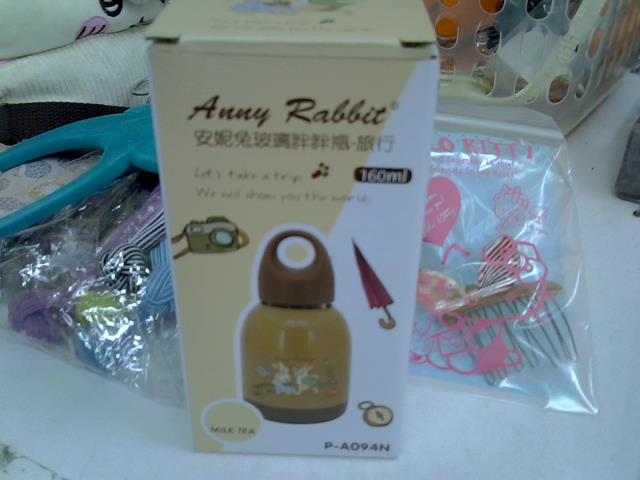 Anny Rabbit®
安妮兔玻璃胖胖瓶·旅行
Let's take a trip.
160ml
We will show you the world.
MILK TEA
P-A094N
O KITTY